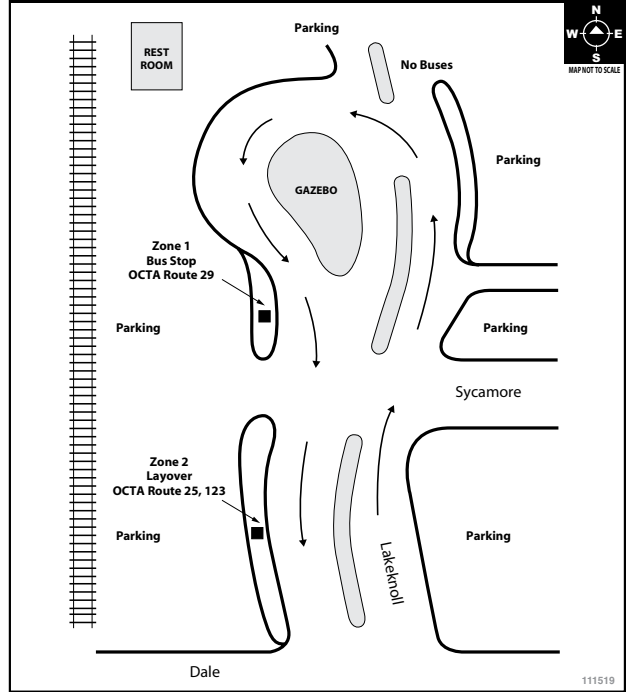 N
W E
S
MAP NOT TO SCALE
Parking
REST
ROOM
No Buses
Parking
GAZEBO
Zone 1
Bus Stop
OCTA Route 29
Parking
Parking
Sycamore
Zone 2
Layover
OCTA Route 25, 123
Parking
Parking
Lakeknoll
Dale
111519